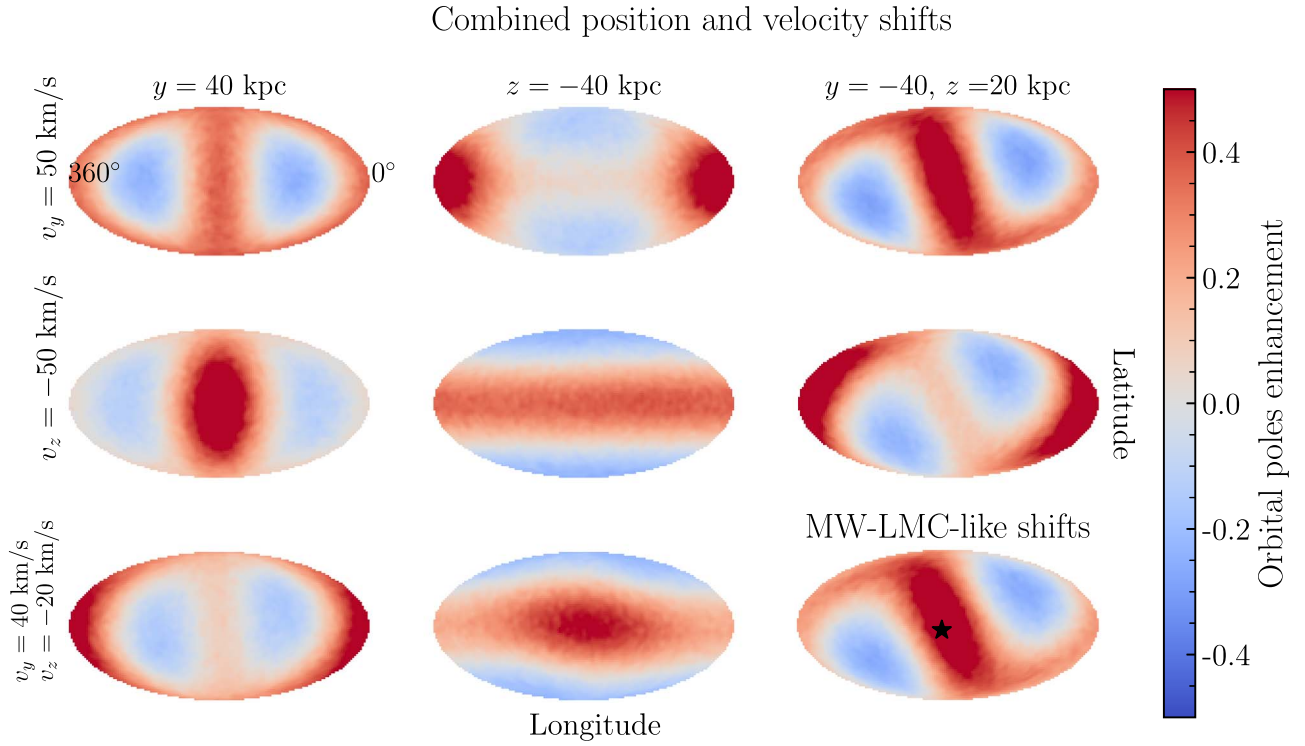 Combined position and velocity shifts
y = 40 kpc
z = −40 kpc
y = −40, z =20 kpc
v_y = 50 km/s
360°
0°
v_z = −50 km/s
Latitude
v_y = 40 km/s
v_z = −20 km/s
MW-LMC-like shifts
Longitude
0.4
0.2
0.0
-0.2
-0.4
Orbital poles enhancement